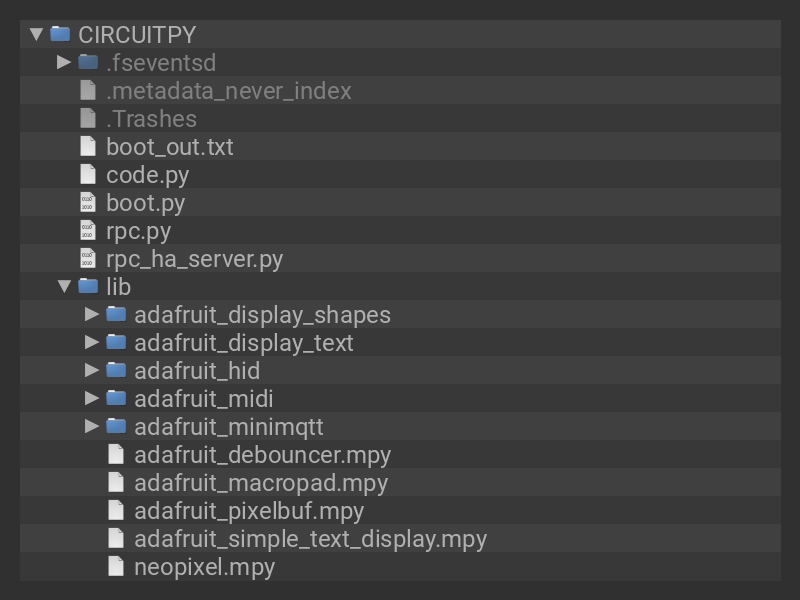 CIRCUITPY
.fseventsd
.metadata_never_index
.Trashes
boot_out.txt
code.py
boot.py
rpc.py
rpc_ha_server.py
lib
adafruit_display_shapes
adafruit_display_text
adafruit_hid
adafruit_midi
adafruit_minimqtt
adafruit_debouncer.mpy
adafruit_macropad.mpy
adafruit_pixelbuf.mpy
adafruit_simple_text_display.mpy
neopixel.mpy